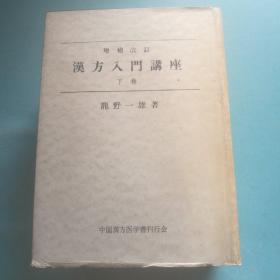 増補改訂
漢方入門講座
下巻
龍野一雄著
中国漢方医学書刊行会